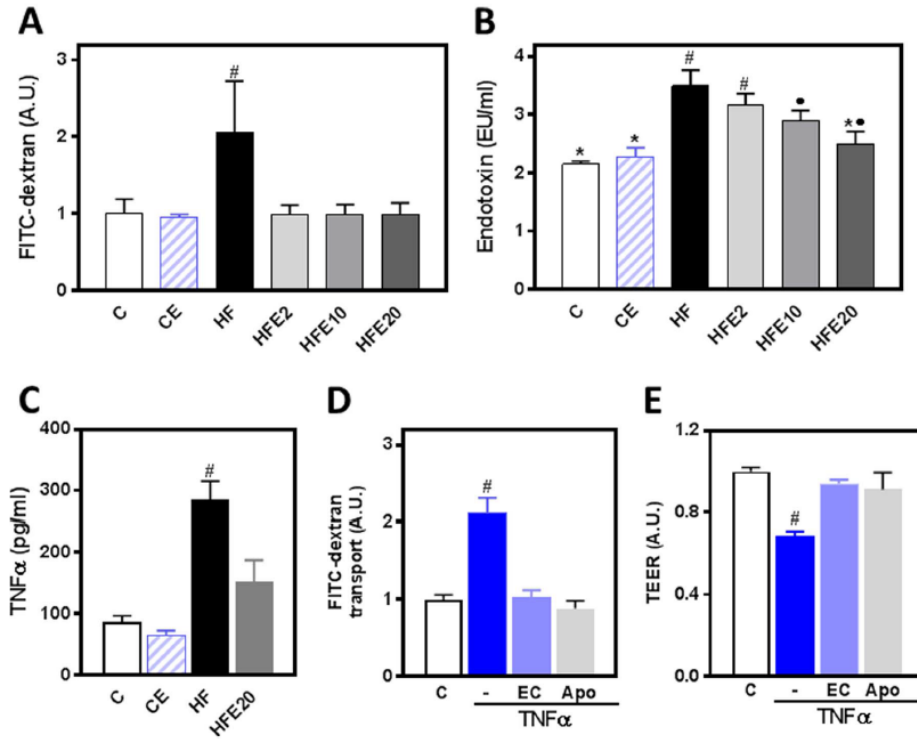 A
FITC-dextran (A.U.)
3
2
1
0
#
C
CE
HF
HFE2
HFE10
HFE20
B
Endotoxin (EU/ml)
4
3
2
1
0
*
*
#
#
•
*•
C
CE
HF
HFE2
HFE10
HFE20
C
TNFα (pg/ml)
400
300
200
100
0
#
C
CE
HF
HFE20
D
FITC-dextran
transport (A.U.)
3
2
1
0
#
C - EC Apo
TNFα
E
TEER (A.U.)
1.2
0.8
0.4
0.0
#
C - EC Apo
TNFα